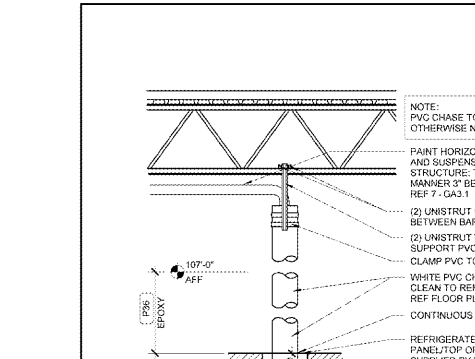 NOTE:
PVC CHASE TO
OTHERWISE N
PAINT HORIZO
AND SUSPENS
STRUCTURE; T
MANNER 3" BE
REF 7 - GA3.1
(2) UNISTRUT
BETWEEN BAR
(2) UNISTRUT
SUPPORT PVC
CLAMP PVC TO
WHITE PVC CH
CLEAN TO REM
REF FLOOR PL
CONTINUOUS
REFRIGERATE
PANEL/TOP OF
107'-0"
AFF
P36
EPOXY